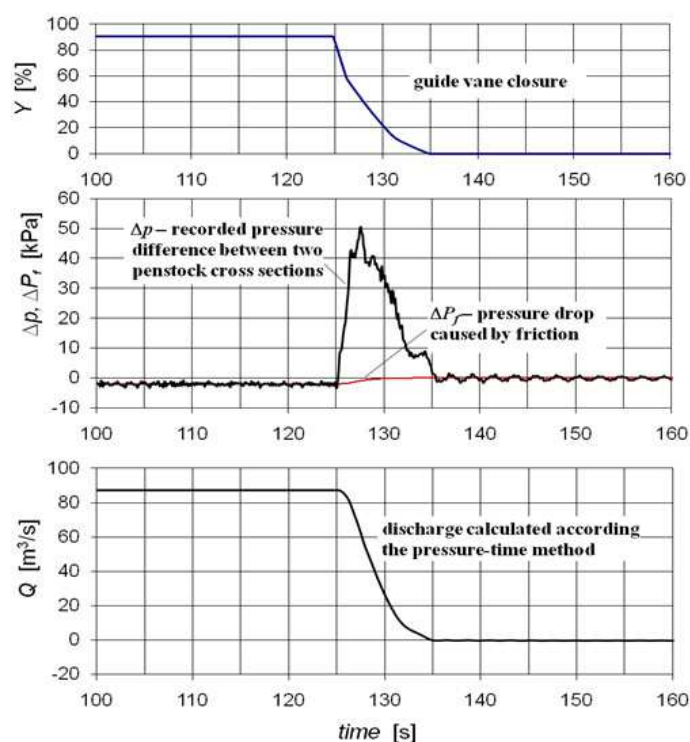 100
80
60
40
20
0
Y [%]
guide vane closure
100 110 120 130 140 150 160
60
50
40
30
20
10
0
-10
Δp, ΔP_f [kPa]
Δp – recorded pressure
difference between two
penstock cross sections
ΔP_f – pressure drop
caused by friction
100 110 120 130 140 150 160
100
80
60
40
20
0
-20
Q [m³/s]
discharge calculated according
the pressure-time method
100 110 120 130 140 150 160
time [s]